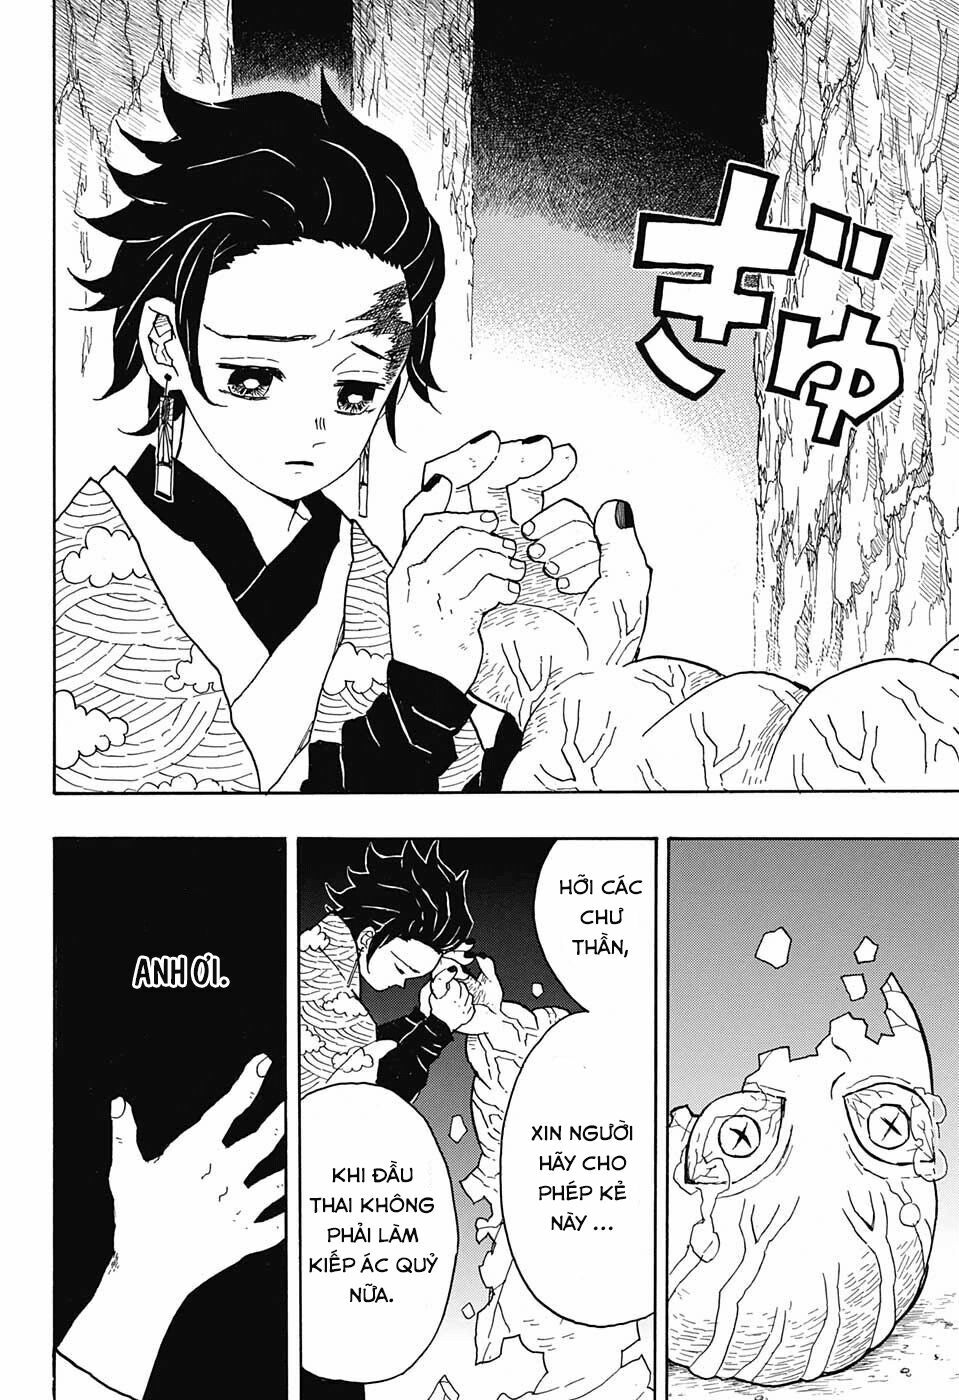 ぎゅ
HỠI CÁC
CHƯ
THẦN,
XIN NGƯỜI
HÃY CHO
PHÉP KẺ
NÀY ...
KHI ĐẦU
THAI KHÔNG
PHẢI LÀM
KIẾP ÁC QUỶ
NỮA.
ANH ƠI.